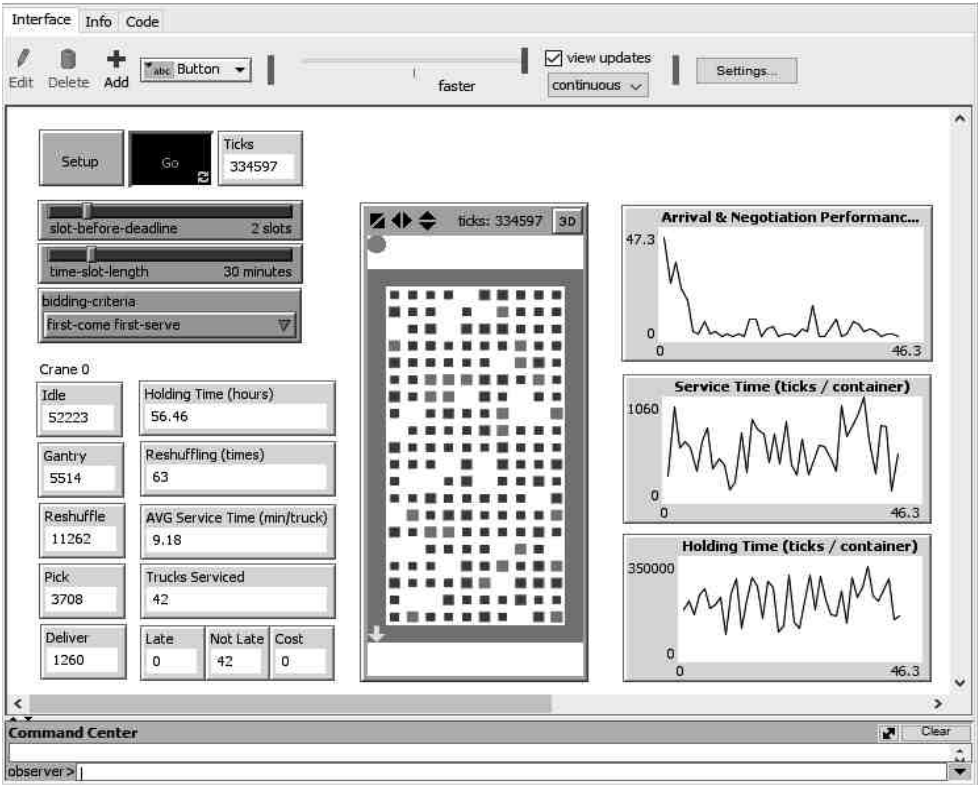 Interface Info Code
Edit Delete Add
abc Button
faster
view updates
continuous
Settings...
Setup
Go
Ticks
334597
slot-before-deadline 2 slots
time-slot-length 30 minutes
bidding-criteria
first-come first-serve
Crane 0
Idle
52223
Holding Time (hours)
56.46
Gantry
5514
Reshuffling (times)
63
Reshuffle
11262
AVG Service Time (min/truck)
9.18
Pick
3708
Trucks Serviced
42
Deliver
1260
Late
0
Not Late
42
Cost
0
ticks: 334597 3D
Arrival & Negotiation Performanc...
47.3
0
0 46.3
Service Time (ticks / container)
1060
0
0 46.3
Holding Time (ticks / container)
350000
0
0 46.3
Command Center
Clear
observer>